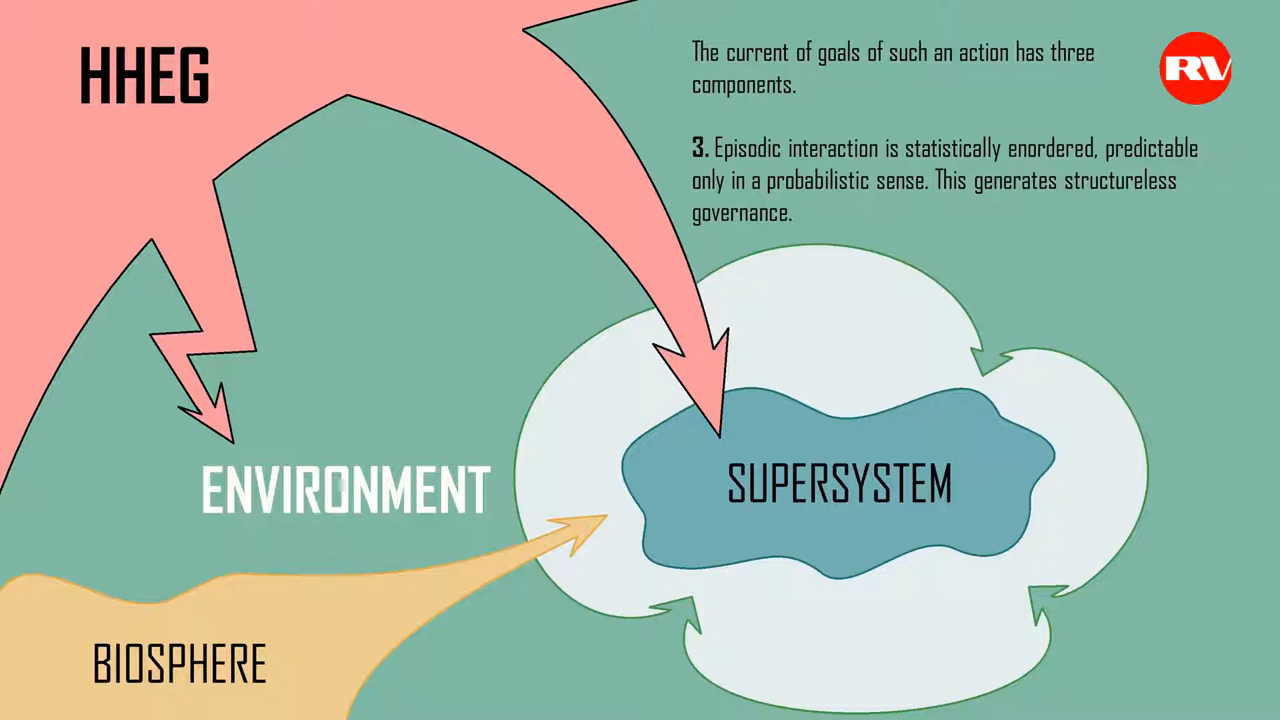 HHEG
The current of goals of such an action has three
components.
RV
3. Episodic interaction is statistically enordered, predictable
only in a probabilistic sense. This generates structureless
governance.
ENVIRONMENT
SUPERSYSTEM
BIOSPHERE